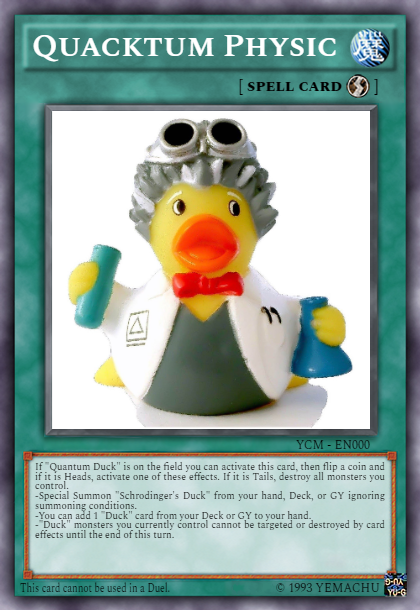 Quacktum Physic
魔
[ SPELL CARD ]
YCM - EN000
If "Quantum Duck" is on the field you can activate this card, then flip a coin and
if it is Heads, activate one of these effects. If it is Tails, destroy all monsters you
control.
-Special Summon "Schrodinger's Duck" from your hand, Deck, or GY ignoring
summoning conditions.
-You can add 1 "Duck" card from your Deck or GY to your hand.
-"Duck" monsters you currently control cannot be targeted or destroyed by card
effects until the end of this turn.
This card cannot be used in a Duel.
© 1993 YEMACHU